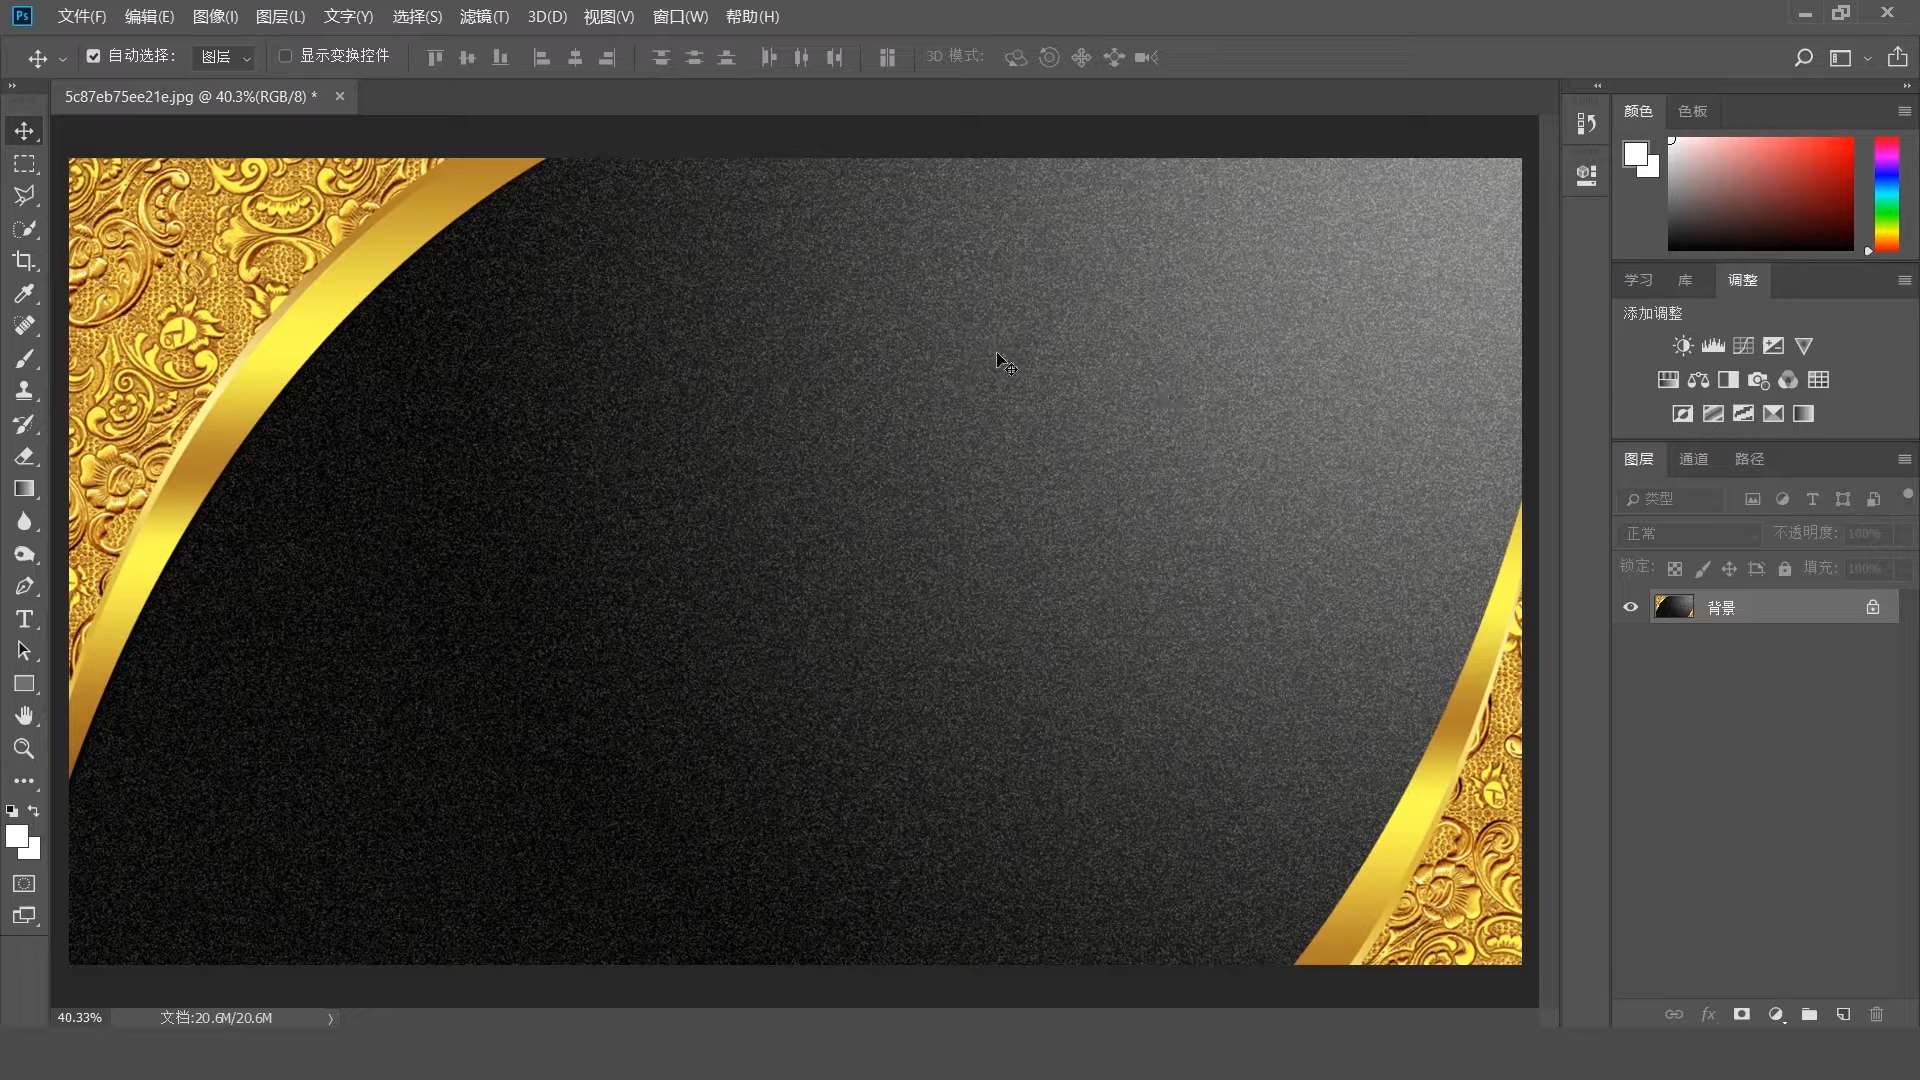 Ps 文件(F) 编辑(E) 图像(I) 图层(L) 文字(Y) 选择(S) 滤镜(T) 3D(D) 视图(V) 窗口(W) 帮助(H)
自动选择： 图层 显示变换控件 3D 模式:
5c87eb75ee21e.jpg @ 40.3%(RGB/8) *
颜色 色板
学习 库 调整
添加调整
图层 通道 路径
类型
正常 不透明度: 100%
锁定: 填充: 100%
背景
fx
40.33% 文档:20.6M/20.6M